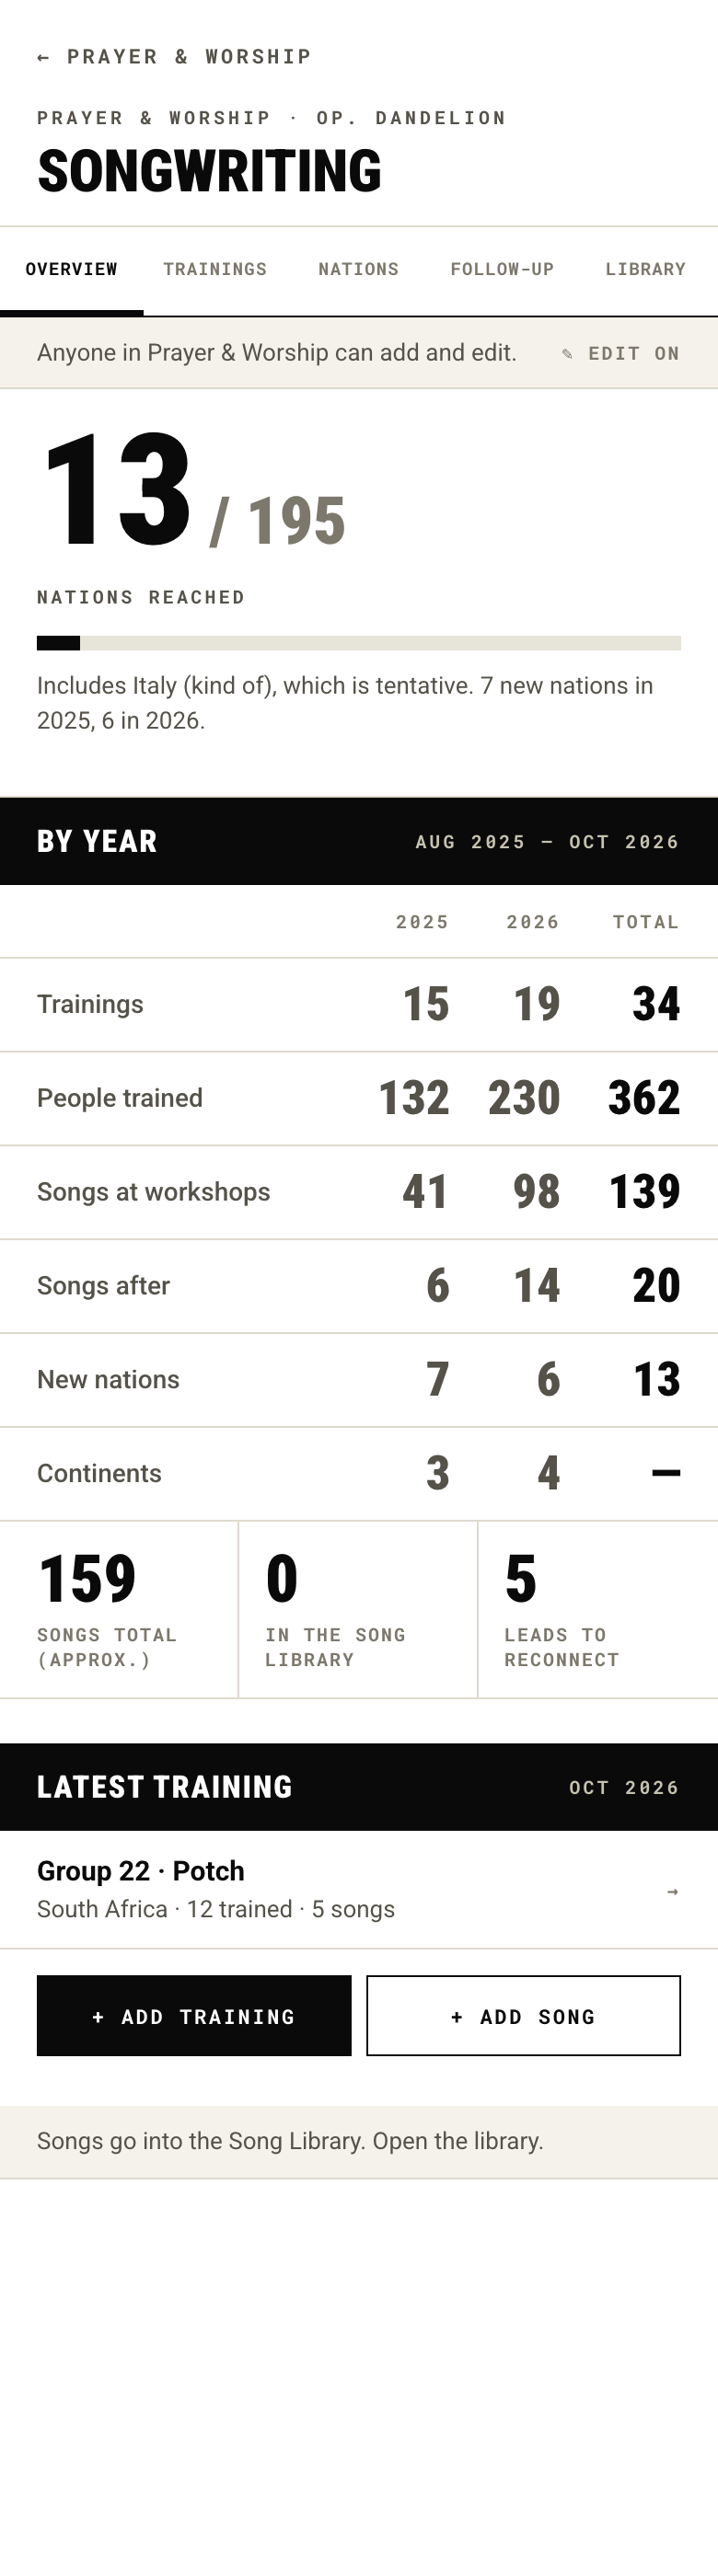 ← PRAYER & WORSHIP
PRAYER & WORSHIP · OP. DANDELION
SONGWRITING
OVERVIEW TRAININGS NATIONS FOLLOW-UP LIBRARY
Anyone in Prayer & Worship can add and edit. ✎ EDIT ON
13 / 195
NATIONS REACHED
Includes Italy (kind of), which is tentative. 7 new nations in
2025, 6 in 2026.
BY YEAR AUG 2025 – OCT 2026
2025 2026 TOTAL
Trainings 15 19 34
People trained 132 230 362
Songs at workshops 41 98 139
Songs after 6 14 20
New nations 7 6 13
Continents 3 4 –
159 0 5
SONGS TOTAL IN THE SONG LEADS TO
(APPROX.) LIBRARY RECONNECT
LATEST TRAINING OCT 2026
Group 22 · Potch
South Africa · 12 trained · 5 songs →
+ ADD TRAINING + ADD SONG
Songs go into the Song Library. Open the library.